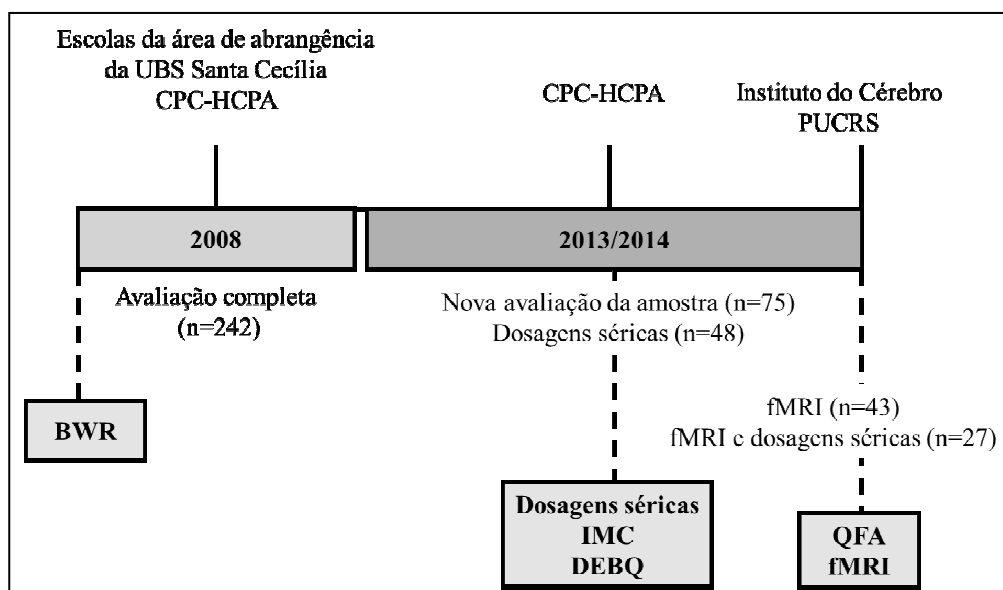 Escolas da área de abrangência
da UBS Santa Cecília
CPC-HCPA
CPC-HCPA
Instituto do Cérebro
PUCRS
2008
2013/2014
Avaliação completa
(n=242)
Nova avaliação da amostra (n=75)
Dosagens séricas (n=48)
fMRI (n=43)
fMRI e dosagens séricas (n=27)
BWR
Dosagens séricas
IMC
DEBQ
QFA
fMRI